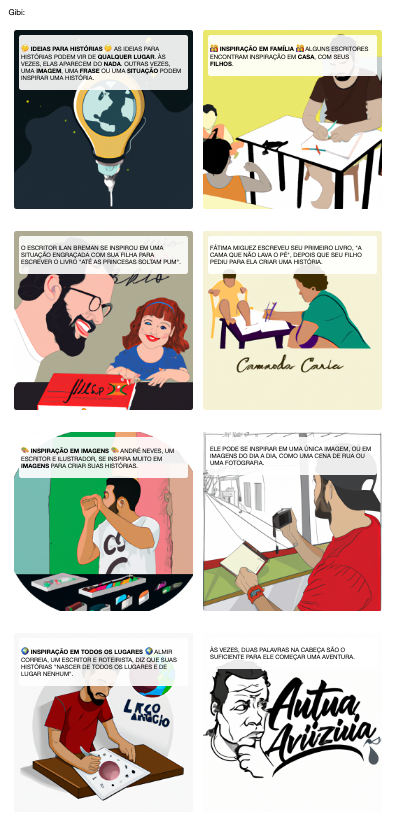 Gibi:
🤔 IDEIAS PARA HISTÓRIAS 🤔 AS IDEIAS PARA
HISTÓRIAS PODEM VIR DE QUALQUER LUGAR. ÀS
VEZES, ELAS APARECEM DO NADA. OUTRAS VEZES,
UMA IMAGEM, UMA FRASE OU UMA SITUAÇÃO PODEM
INSPIRAR UMA HISTÓRIA.
👪 INSPIRAÇÃO EM FAMÍLIA 👪 ALGUNS ESCRITORES
ENCONTRAM INSPIRAÇÃO EM CASA, COM SEUS
FILHOS.
O ESCRITOR ILAN BREMAN SE INSPIROU EM UMA
SITUAÇÃO ENGRAÇADA COM SUA FILHA PARA
ESCREVER O LIVRO "ATÉ AS PRINCESAS SOLTAM PUM".
FÁTIMA MIGUEZ ESCREVEU SEU PRIMEIRO LIVRO, "A
CAMA QUE NÃO LAVA O PÉ", DEPOIS QUE SEU FILHO
PEDIU PARA ELA CRIAR UMA HISTÓRIA.
🎨 INSPIRAÇÃO EM IMAGENS 🎨 ANDRÉ NEVES, UM
ESCRITOR E ILUSTRADOR, SE INSPIRA MUITO EM
IMAGENS PARA CRIAR SUAS HISTÓRIAS.
ELE PODE SE INSPIRAR EM UMA ÚNICA IMAGEM, OU EM
IMAGENS DO DIA A DIA, COMO UMA CENA DE RUA OU
UMA FOTOGRAFIA.
🌍 INSPIRAÇÃO EM TODOS OS LUGARES 🌍 ALMIR
CORREIA, UM ESCRITOR E ROTEIRISTA, DIZ QUE SUAS
HISTÓRIAS "NASCER DE TODOS OS LUGARES E DE
LUGAR NENHUM".
ÀS VEZES, DUAS PALAVRAS NA CABEÇA SÃO O
SUFICIENTE PARA ELE COMEÇAR UMA AVENTURA.